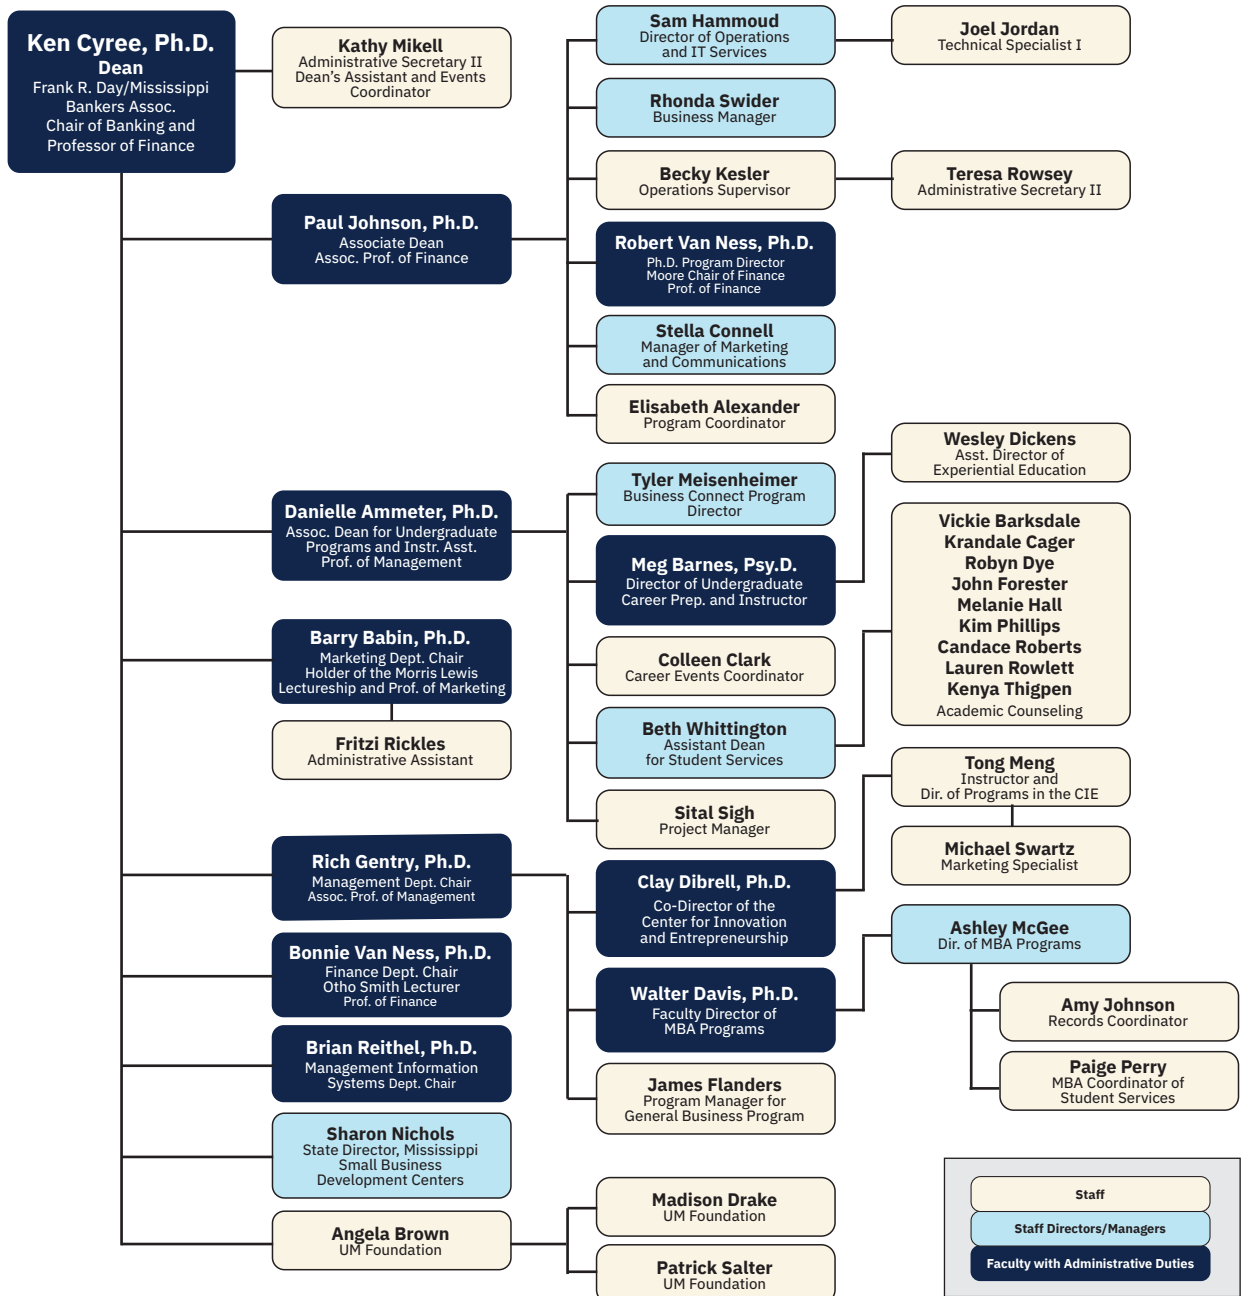 Ken Cyree, Ph.D.
Dean
Frank R. Day/Mississippi
Bankers Assoc.
Chair of Banking and
Professor of Finance
Kathy Mikell
Administrative Secretary II
Dean's Assistant and Events
Coordinator
Paul Johnson, Ph.D.
Associate Dean
Assoc. Prof. of Finance
Sam Hammoud
Director of Operations
and IT Services
Joel Jordan
Technical Specialist I
Rhonda Swider
Business Manager
Becky Kesler
Operations Supervisor
Teresa Rowsey
Administrative Secretary II
Robert Van Ness, Ph.D.
Ph.D. Program Director
Moore Chair of Finance
Prof. of Finance
Stella Connell
Manager of Marketing
and Communications
Elisabeth Alexander
Program Coordinator
Danielle Ammeter, Ph.D.
Assoc. Dean for Undergraduate
Programs and Instr. Asst.
Prof. of Management
Tyler Meisenheimer
Business Connect Program
Director
Meg Barnes, Psy.D.
Director of Undergraduate
Career Prep. and Instructor
Wesley Dickens
Asst. Director of
Experiential Education
Colleen Clark
Career Events Coordinator
Beth Whittington
Assistant Dean
for Student Services
Vickie Barksdale
Krandale Cager
Robyn Dye
John Forester
Melanie Hall
Kim Phillips
Candace Roberts
Lauren Rowlett
Kenya Thigpen
Academic Counseling
Sital Sigh
Project Manager
Barry Babin, Ph.D.
Marketing Dept. Chair
Holder of the Morris Lewis
Lectureship and Prof. of Marketing
Fritzi Rickles
Administrative Assistant
Rich Gentry, Ph.D.
Management Dept. Chair
Assoc. Prof. of Management
Clay Dibrell, Ph.D.
Co-Director of the
Center for Innovation
and Entrepreneurship
Tong Meng
Instructor and
Dir. of Programs in the CIE
Michael Swartz
Marketing Specialist
Walter Davis, Ph.D.
Faculty Director of
MBA Programs
Ashley McGee
Dir. of MBA Programs
Amy Johnson
Records Coordinator
Paige Perry
MBA Coordinator of
Student Services
James Flanders
Program Manager for
General Business Program
Bonnie Van Ness, Ph.D.
Finance Dept. Chair
Otho Smith Lecturer
Prof. of Finance
Brian Reithel, Ph.D.
Management Information
Systems Dept. Chair
Sharon Nichols
State Director, Mississippi
Small Business
Development Centers
Angela Brown
UM Foundation
Madison Drake
UM Foundation
Patrick Salter
UM Foundation
Staff
Staff Directors/Managers
Faculty with Administrative Duties